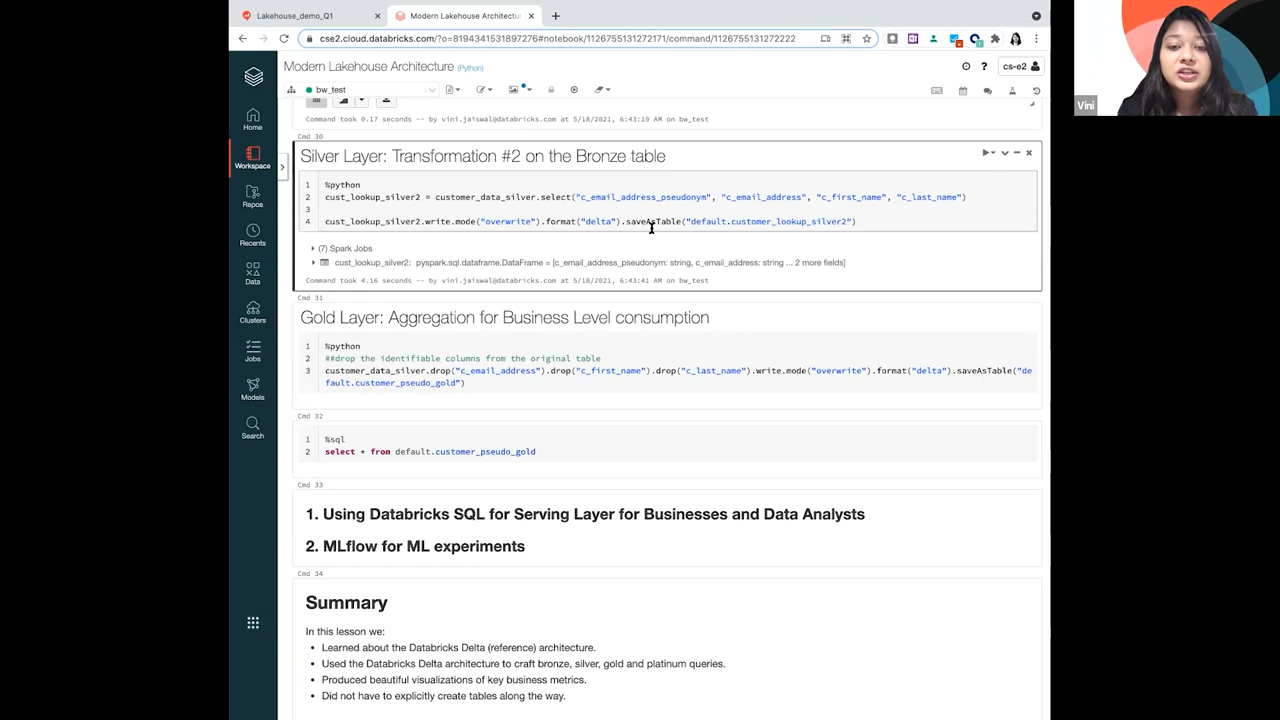 Lakehouse_demo_Q1
Modern Lakehouse Architectu
cse2.cloud.databricks.com/?o=8194341531897276#notebook/1126755131272171/command/1126755131272222
Modern Lakehouse Architecture (Python)
cs-e2
bw_test
Command took 0.17 seconds -- by vini.jaiswal@databricks.com at 5/18/2021, 6:43:19 AM on bw_test
Cmd 30
Silver Layer: Transformation #2 on the Bronze table
1 %python
2 cust_lookup_silver2 = customer_data_silver.select("c_email_address_pseudonym", "c_email_address", "c_first_name", "c_last_name")
3
4 cust_lookup_silver2.write.mode("overwrite").format("delta").saveAsTable("default.customer_lookup_silver2")
(7) Spark Jobs
cust_lookup_silver2: pyspark.sql.dataframe.DataFrame = [c_email_address_pseudonym: string, c_email_address: string ... 2 more fields]
Command took 4.16 seconds -- by vini.jaiswal@databricks.com at 5/18/2021, 6:43:41 AM on bw_test
Cmd 31
Gold Layer: Aggregation for Business Level consumption
1 %python
2 ##drop the identifiable columns from the original table
3 customer_data_silver.drop("c_email_address").drop("c_first_name").drop("c_last_name").write.mode("overwrite").format("delta").saveAsTable("de
fault.customer_pseudo_gold")
Cmd 32
1 %sql
2 select * from default.customer_pseudo_gold
Cmd 33
1. Using Databricks SQL for Serving Layer for Businesses and Data Analysts
2. MLflow for ML experiments
Cmd 34
Summary
In this lesson we:
• Learned about the Databricks Delta (reference) architecture.
• Used the Databricks Delta architecture to craft bronze, silver, gold and platinum queries.
• Produced beautiful visualizations of key business metrics.
• Did not have to explicitly create tables along the way.
Home
Workspace
Repos
Recents
Data
Clusters
Jobs
Models
Search
Vini